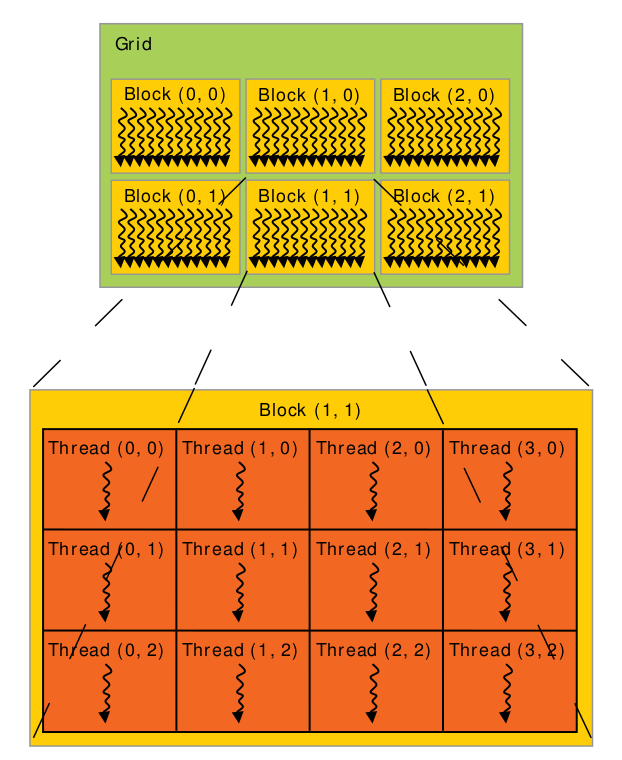 Grid
Block (0, 0) Block (1, 0) Block (2, 0)
Block (0, 1) Block (1, 1) Block (2, 1)
Block (1, 1)
Thread (0, 0) Thread (1, 0) Thread (2, 0) Thread (3, 0)
Thread (0, 1) Thread (1, 1) Thread (2, 1) Thread (3, 1)
Thread (0, 2) Thread (1, 2) Thread (2, 2) Thread (3, 2)